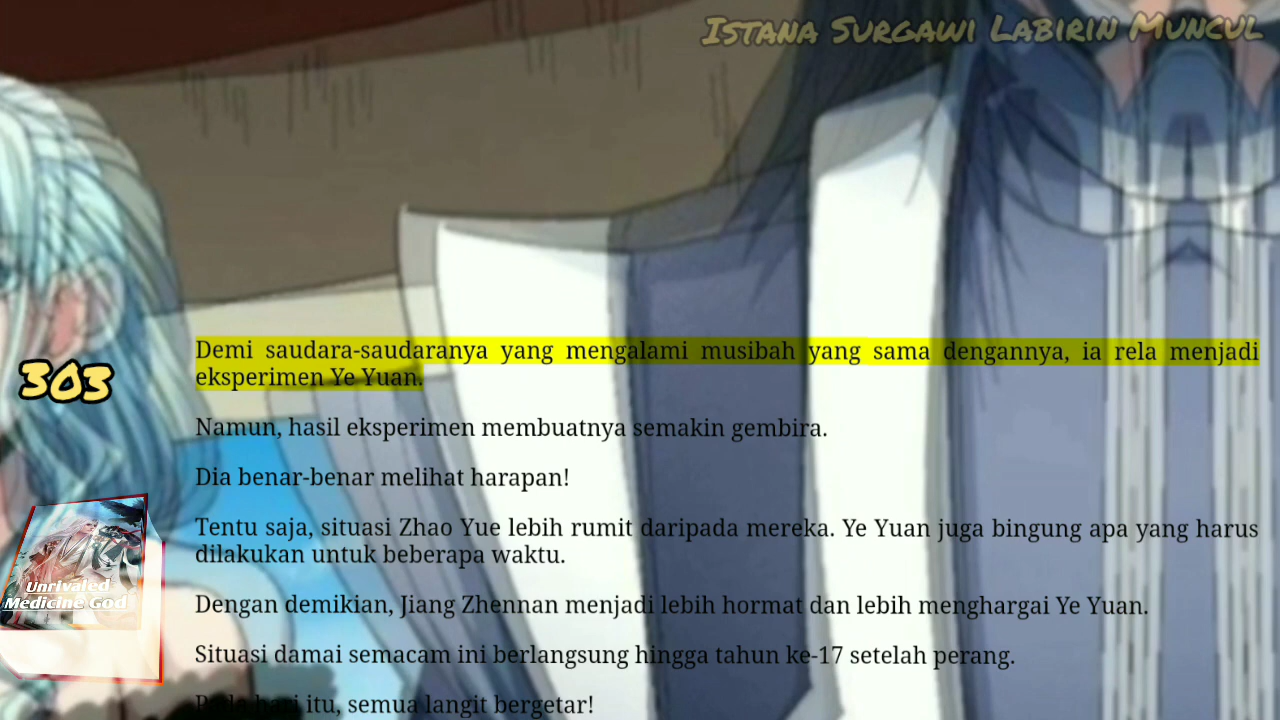 Istana Surgawi Labirin Muncul
Demi saudara-saudaranya yang mengalami musibah yang sama dengannya, ia rela menjadi
eksperimen Ye Yuan.
303
Namun, hasil eksperimen membuatnya semakin gembira.
Dia benar-benar melihat harapan!
Tentu saja, situasi Zhao Yue lebih rumit daripada mereka. Ye Yuan juga bingung apa yang harus
dilakukan untuk beberapa waktu.
Unrivaled
Medicine God
Dengan demikian, Jiang Zhennan menjadi lebih hormat dan lebih menghargai Ye Yuan.
Situasi damai semacam ini berlangsung hingga tahun ke-17 setelah perang.
Pada hari itu, semua langit bergetar!